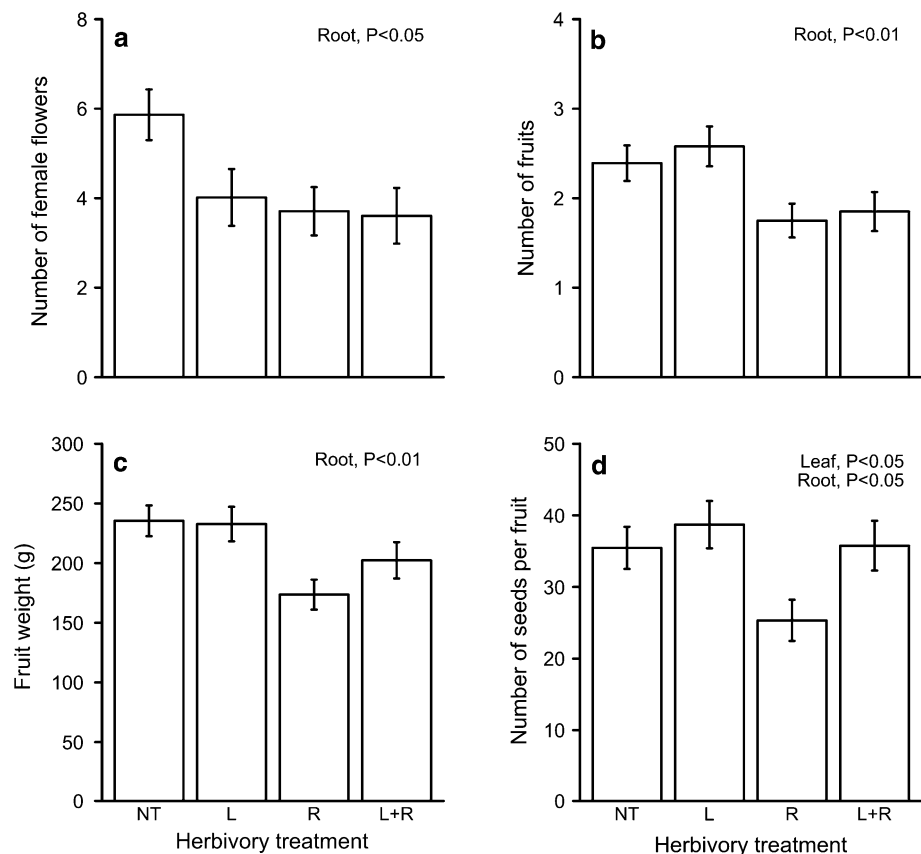 a
Root, P<0.05
Number of female flowers
8
6
4
2
0
b
Root, P<0.01
Number of fruits
4
3
2
1
0
c
Root, P<0.01
Fruit weight (g)
300
250
200
150
100
50
0
NT L R L+R
Herbivory treatment
d
Leaf, P<0.05
Root, P<0.05
Number of seeds per fruit
50
40
30
20
10
0
NT L R L+R
Herbivory treatment